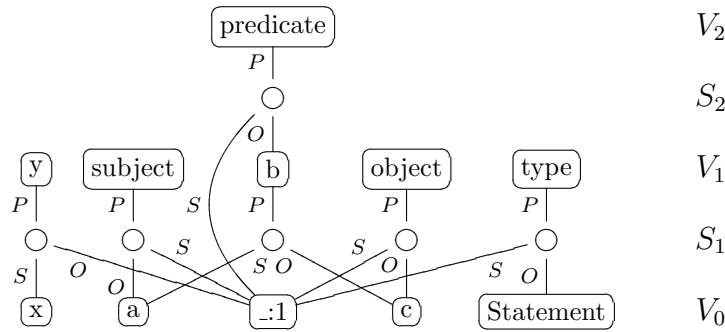 predicate V₂
P
S₂
O
y subject b object type V₁
P P S P P P
S₁
S O O S S O S O S O
x a _:1 c Statement V₀